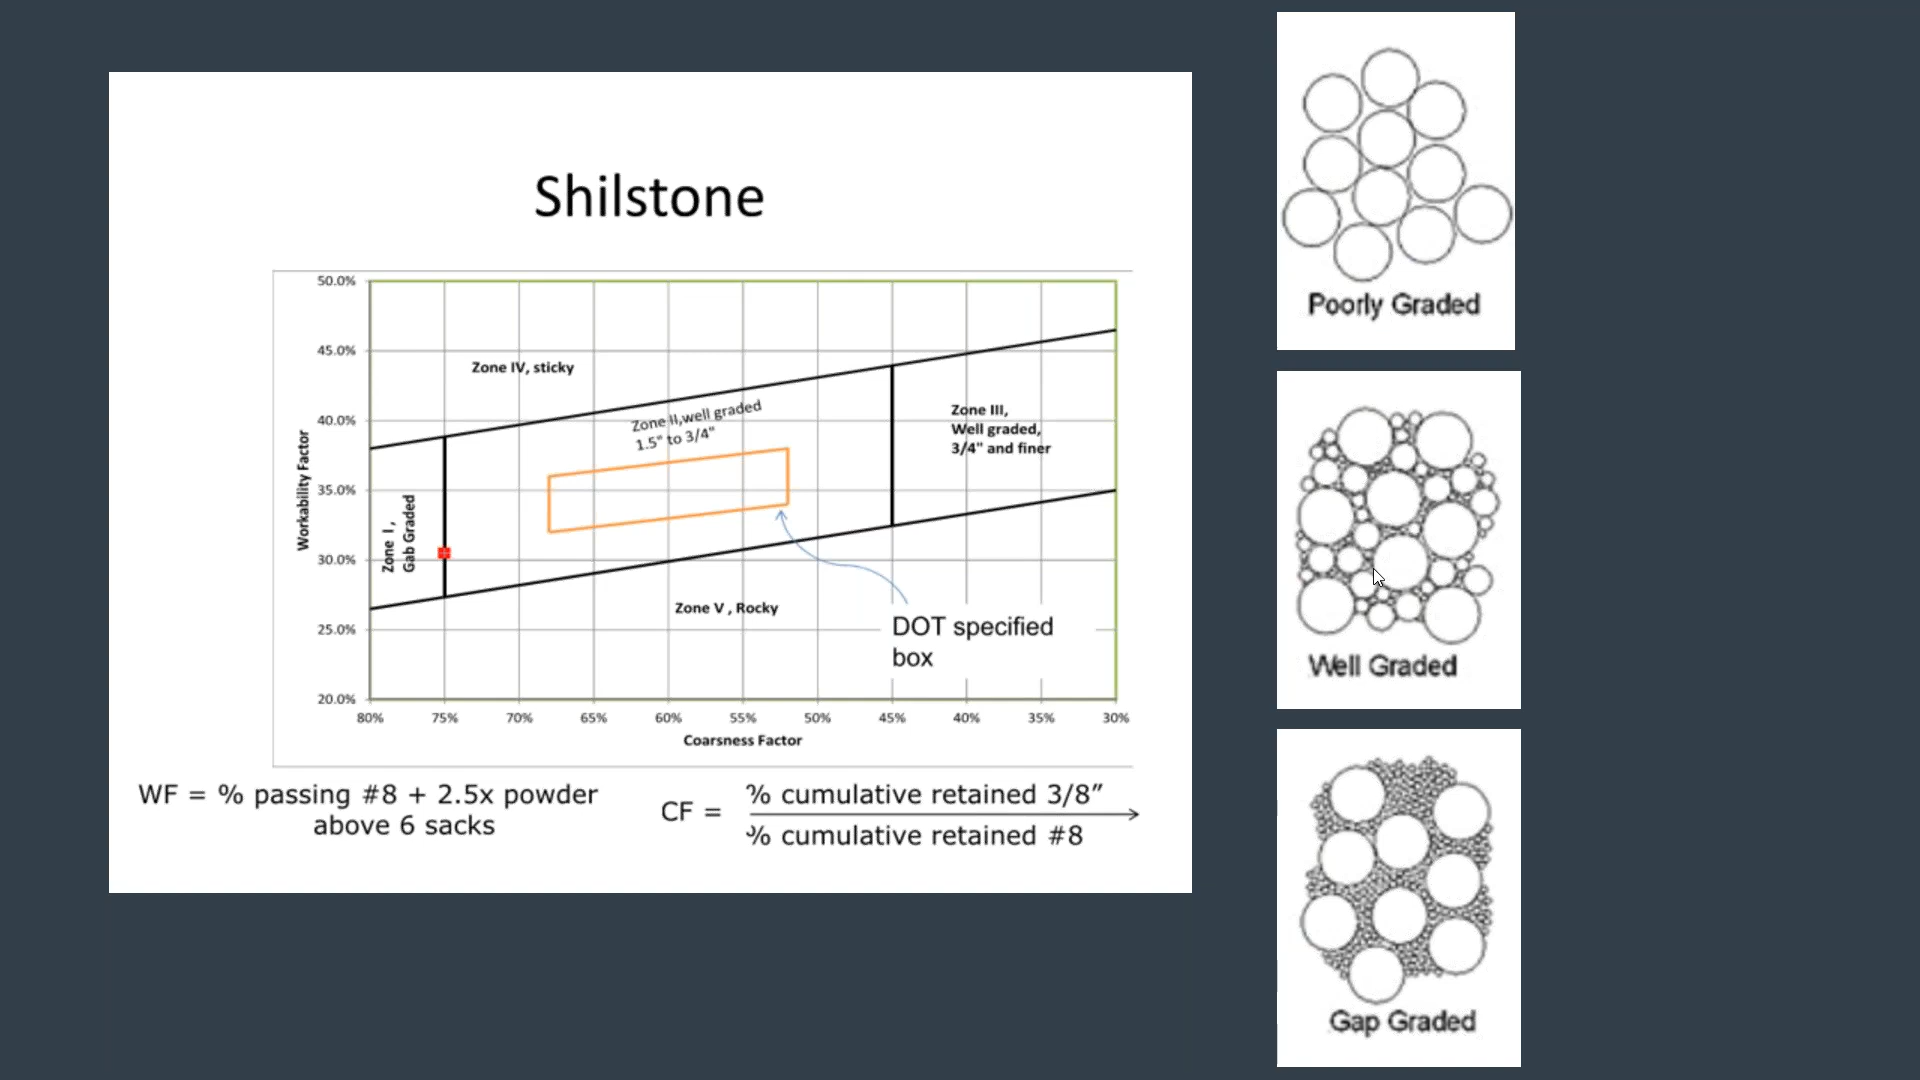 Shilstone
50.0%
45.0%
40.0%
35.0%
30.0%
25.0%
20.0%
Workability Factor
Zone IV, sticky
Zone II,well graded
1.5" to 3/4"
Zone III,
Well graded,
3/4" and finer
Zone I ,
Gab Graded
Zone V , Rocky
DOT specified
box
80% 75% 70% 65% 60% 55% 50% 45% 40% 35% 30%
Coarsness Factor
WF = % passing #8 + 2.5x powder
above 6 sacks
CF =
% cumulative retained 3/8”
% cumulative retained #8
Poorly Graded
Well Graded
Gap Graded